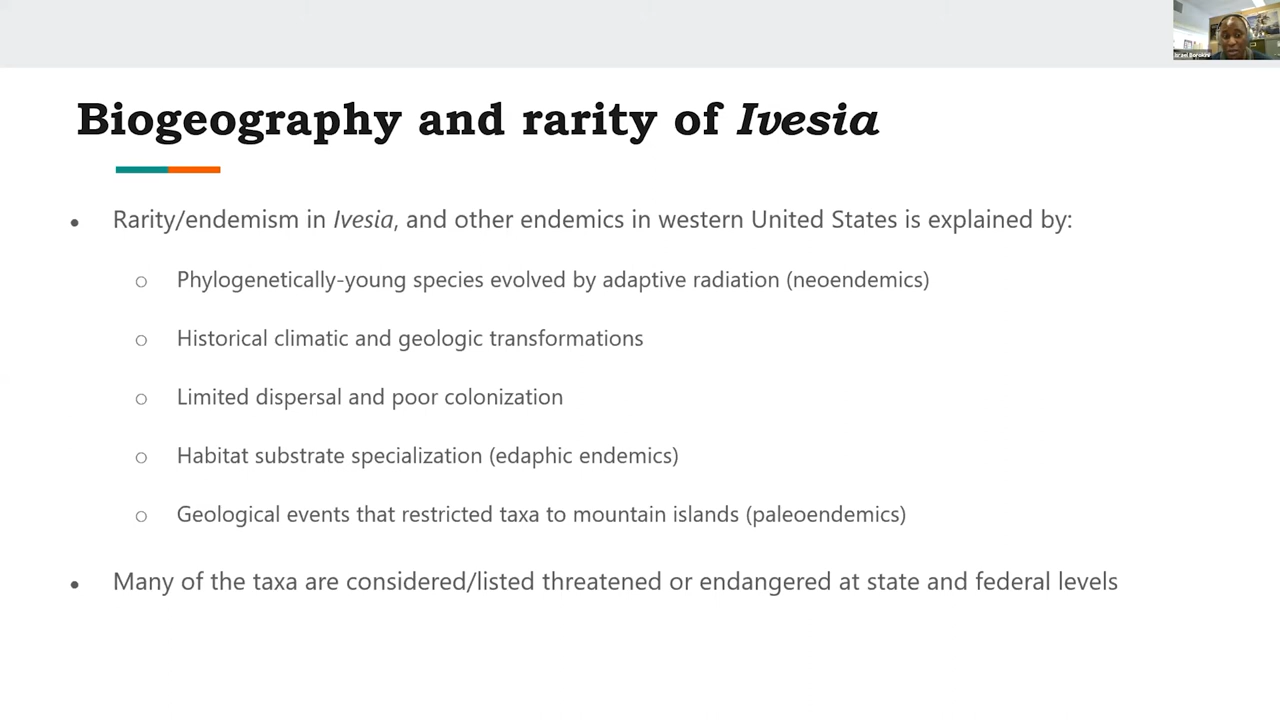 Biogeography and rarity of Ivesia
• Rarity/endemism in Ivesia, and other endemics in western United States is explained by:
○ Phylogenetically-young species evolved by adaptive radiation (neoendemics)
○ Historical climatic and geologic transformations
○ Limited dispersal and poor colonization
○ Habitat substrate specialization (edaphic endemics)
○ Geological events that restricted taxa to mountain islands (paleoendemics)
• Many of the taxa are considered/listed threatened or endangered at state and federal levels